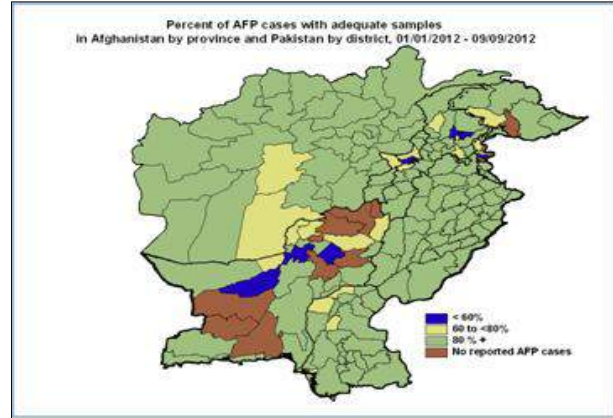 Percent of AFP cases with adequate samples
in Afghanistan by province and Pakistan by district, 01/01/2012 - 09/09/2012
< 60%
60 to <80%
80 % +
No reported AFP cases